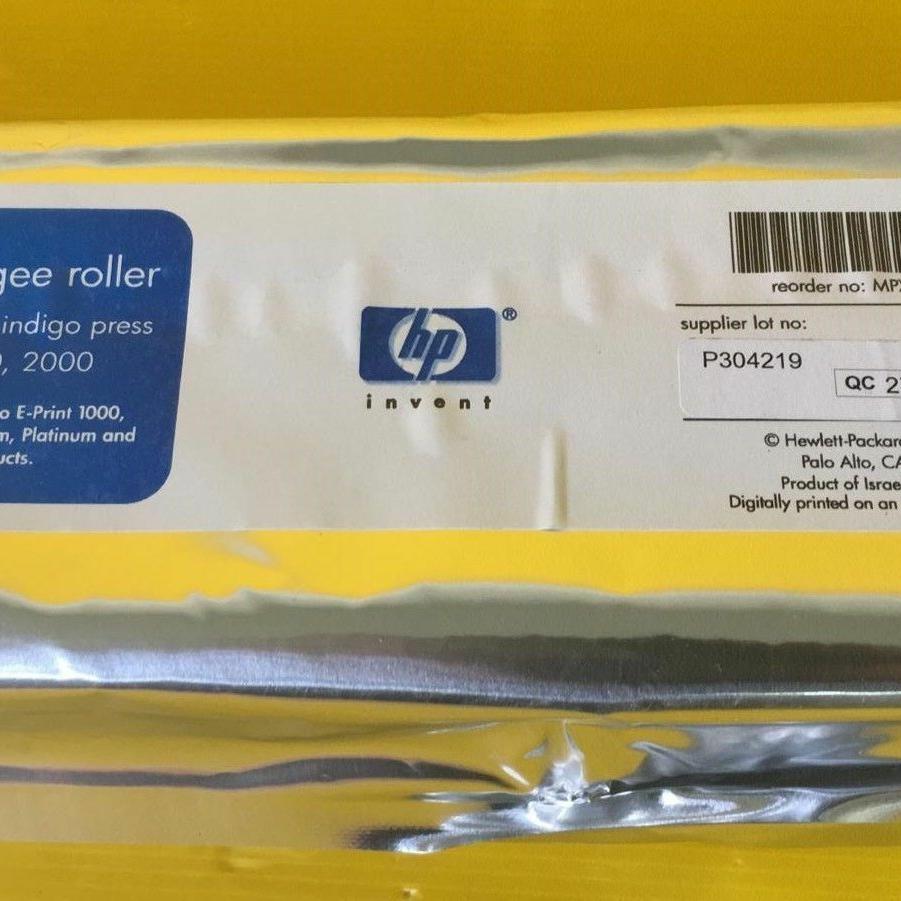 gee roller
indigo press
, 2000
o E-Print 1000,
m, Platinum and
ucts.
hp ®
invent
reorder no: MP
supplier lot no:
P304219
QC 2
© Hewlett-Packar
Palo Alto, CA
Product of Israe
Digitally printed on an